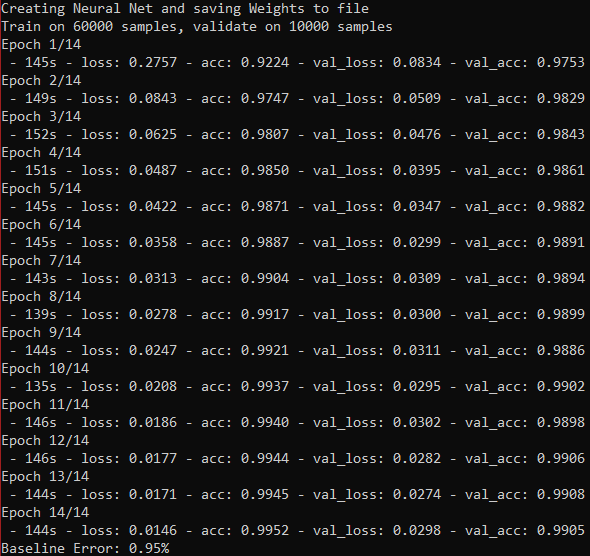 Creating Neural Net and saving Weights to file
Train on 60000 samples, validate on 10000 samples
Epoch 1/14
 - 145s - loss: 0.2757 - acc: 0.9224 - val_loss: 0.0834 - val_acc: 0.9753
Epoch 2/14
 - 149s - loss: 0.0843 - acc: 0.9747 - val_loss: 0.0509 - val_acc: 0.9829
Epoch 3/14
 - 152s - loss: 0.0625 - acc: 0.9807 - val_loss: 0.0476 - val_acc: 0.9843
Epoch 4/14
 - 151s - loss: 0.0487 - acc: 0.9850 - val_loss: 0.0395 - val_acc: 0.9861
Epoch 5/14
 - 145s - loss: 0.0422 - acc: 0.9871 - val_loss: 0.0347 - val_acc: 0.9882
Epoch 6/14
 - 145s - loss: 0.0358 - acc: 0.9887 - val_loss: 0.0299 - val_acc: 0.9891
Epoch 7/14
 - 143s - loss: 0.0313 - acc: 0.9904 - val_loss: 0.0309 - val_acc: 0.9894
Epoch 8/14
 - 139s - loss: 0.0278 - acc: 0.9917 - val_loss: 0.0300 - val_acc: 0.9899
Epoch 9/14
 - 144s - loss: 0.0247 - acc: 0.9921 - val_loss: 0.0311 - val_acc: 0.9886
Epoch 10/14
 - 135s - loss: 0.0208 - acc: 0.9937 - val_loss: 0.0295 - val_acc: 0.9902
Epoch 11/14
 - 146s - loss: 0.0186 - acc: 0.9940 - val_loss: 0.0302 - val_acc: 0.9898
Epoch 12/14
 - 146s - loss: 0.0177 - acc: 0.9944 - val_loss: 0.0282 - val_acc: 0.9906
Epoch 13/14
 - 144s - loss: 0.0171 - acc: 0.9945 - val_loss: 0.0274 - val_acc: 0.9908
Epoch 14/14
 - 144s - loss: 0.0146 - acc: 0.9952 - val_loss: 0.0298 - val_acc: 0.9905
Baseline Error: 0.95%